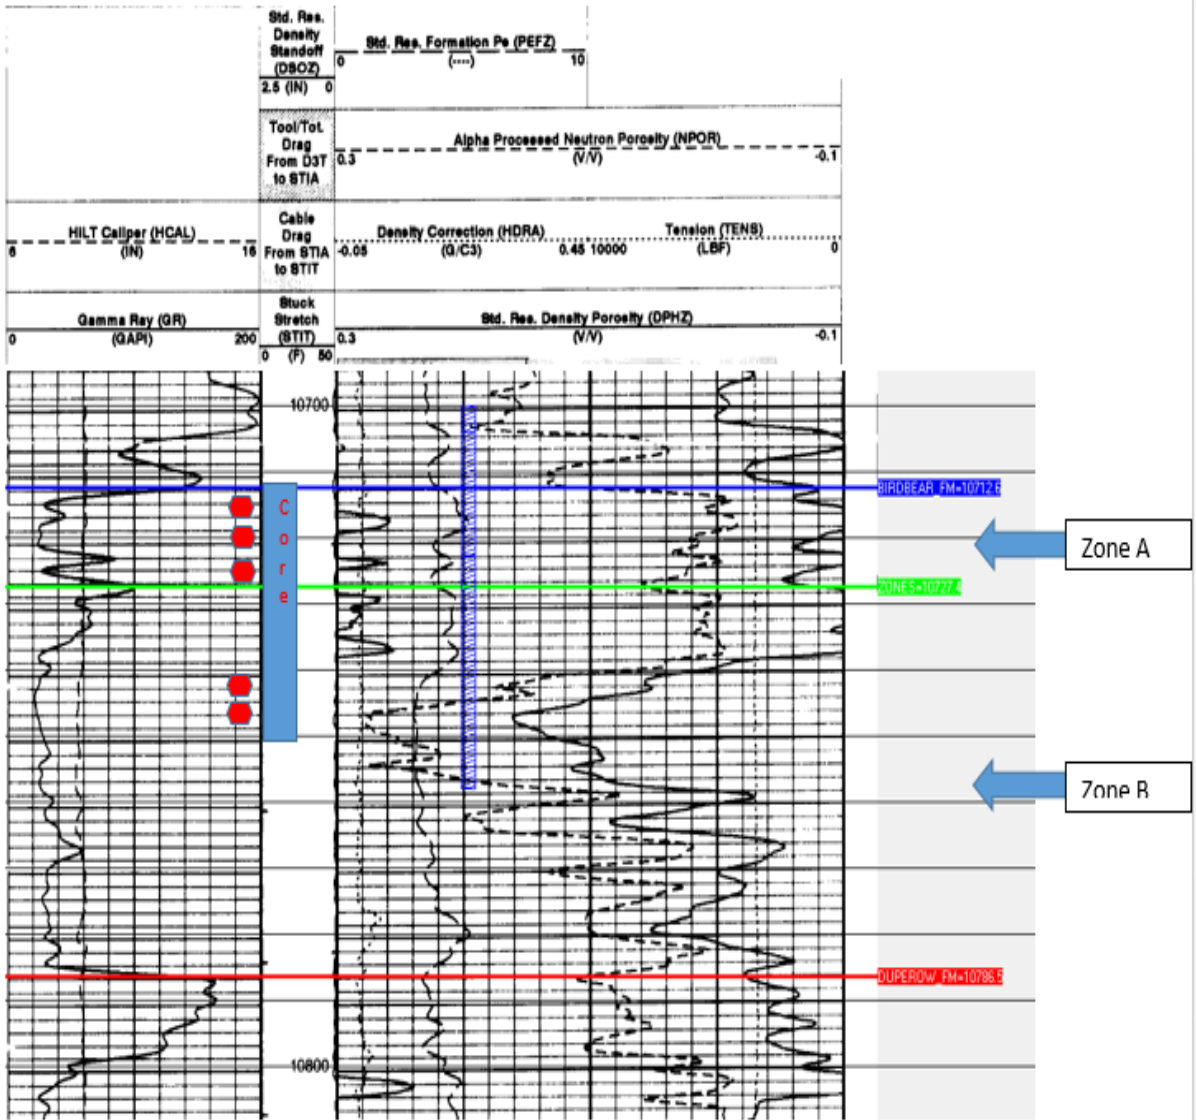 Std. Res.
Density
Standoff
(DSOZ)
2.5 (IN) 0
Std. Res. Formation Pe (PEFZ)
0 (----) 10
Tool/Tot.
Drag
From D3T
to STIA
Alpha Processed Neutron Porosity (NPOR)
0.3 (V/V) -0.1
HILT Caliper (HCAL)
6 (IN) 16
Cable
Drag
From STIA
to STIT
Density Correction (HDRA)
-0.05 (G/C3) 0.45
Tension (TENS)
10000 (LBF) 0
Gamma Ray (GR)
0 (GAPI) 200
Stuck
Stretch
(STIT)
0 (F) 50
Std. Res. Density Porosity (DPHZ)
0.3 (V/V) -0.1
10700
BIRDBEAR_FM=10712.6
C
o
r
e
Zone A
ZONES=10727.4
Zone B
DUPEROW_FM=10786.5
10800